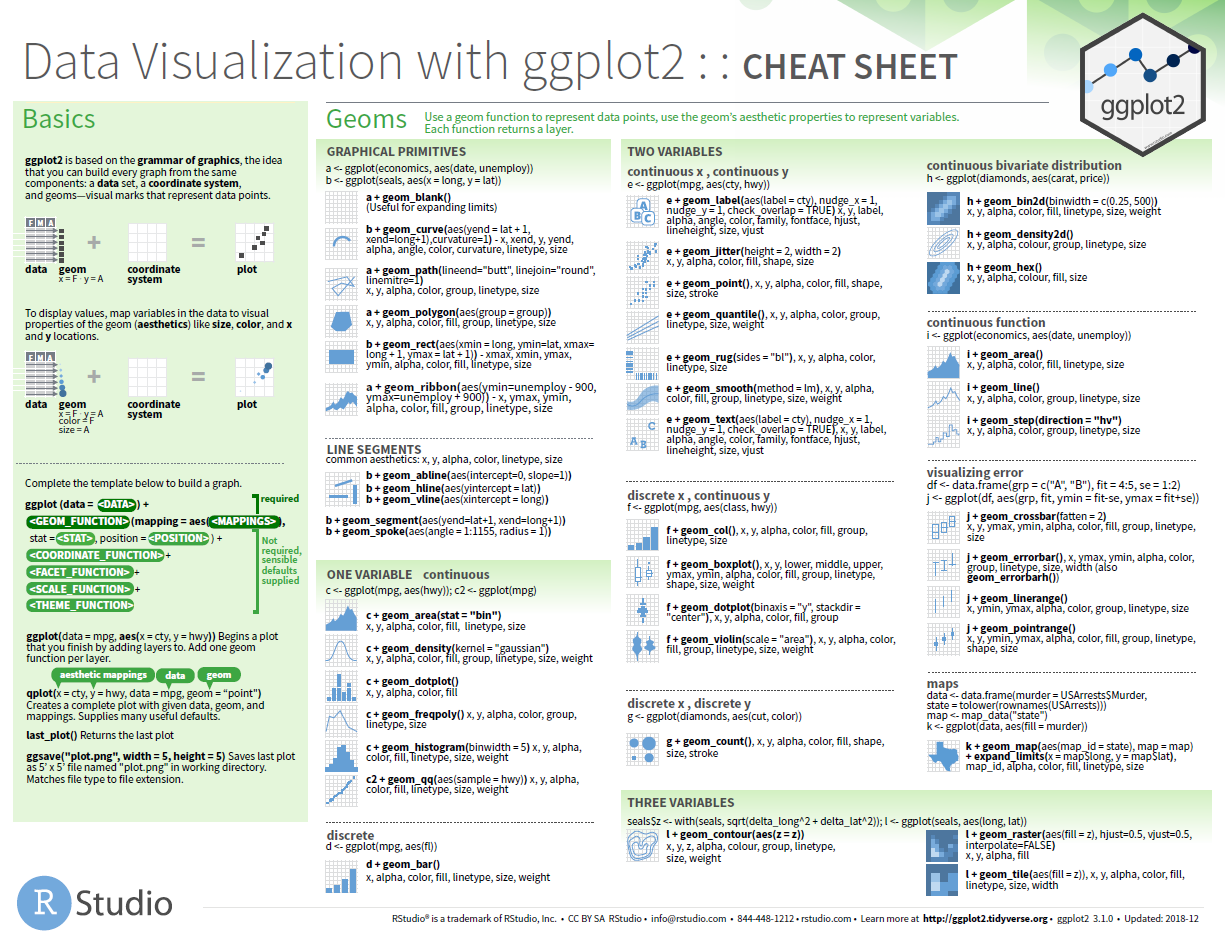 Data Visualization with ggplot2 : : CHEAT SHEET
ggplot2
Basics
ggplot2 is based on the grammar of graphics, the idea
that you can build every graph from the same
components: a data set, a coordinate system,
and geoms—visual marks that represent data points.
F M A
+ =
data geom coordinate plot
x = F · y = A system
To display values, map variables in the data to visual
properties of the geom (aesthetics) like size, color, and x
and y locations.
F M A
+ =
data geom coordinate plot
x = F · y = A system
color = F
size = A
Complete the template below to build a graph.
required
ggplot (data = <DATA>) +
<GEOM_FUNCTION>(mapping = aes(<MAPPINGS>),
stat = <STAT>, position = <POSITION>) +
<COORDINATE_FUNCTION>+
<FACET_FUNCTION>+
<SCALE_FUNCTION>+
<THEME_FUNCTION>
Not
required,
sensible
defaults
supplied
ggplot(data = mpg, aes(x = cty, y = hwy)) Begins a plot
that you finish by adding layers to. Add one geom
function per layer.
aesthetic mappings data geom
qplot(x = cty, y = hwy, data = mpg, geom = “point")
Creates a complete plot with given data, geom, and
mappings. Supplies many useful defaults.
last_plot() Returns the last plot
ggsave("plot.png", width = 5, height = 5) Saves last plot
as 5’ x 5’ file named "plot.png" in working directory.
Matches file type to file extension.
Geoms
Use a geom function to represent data points, use the geom’s aesthetic properties to represent variables.
Each function returns a layer.
GRAPHICAL PRIMITIVES
a <- ggplot(economics, aes(date, unemploy))
b <- ggplot(seals, aes(x = long, y = lat))
a + geom_blank()
(Useful for expanding limits)
b + geom_curve(aes(yend = lat + 1,
xend=long+1),curvature=1) - x, xend, y, yend,
alpha, angle, color, curvature, linetype, size
a + geom_path(lineend="butt", linejoin="round",
linemitre=1)
x, y, alpha, color, group, linetype, size
a + geom_polygon(aes(group = group))
x, y, alpha, color, fill, group, linetype, size
b + geom_rect(aes(xmin = long, ymin=lat, xmax=
long + 1, ymax = lat + 1)) - xmax, xmin, ymax,
ymin, alpha, color, fill, group, linetype, size
a + geom_ribbon(aes(ymin=unemploy - 900,
ymax=unemploy + 900)) - x, ymax, ymin,
alpha, color, fill, group, linetype, size
LINE SEGMENTS
common aesthetics: x, y, alpha, color, linetype, size
b + geom_abline(aes(intercept=0, slope=1))
b + geom_hline(aes(yintercept = lat))
b + geom_vline(aes(xintercept = long))
b + geom_segment(aes(yend=lat+1, xend=long+1))
b + geom_spoke(aes(angle = 1:1155, radius = 1))
ONE VARIABLE continuous
c <- ggplot(mpg, aes(hwy)); c2 <- ggplot(mpg)
c + geom_area(stat = "bin")
x, y, alpha, color, fill, linetype, size
c + geom_density(kernel = "gaussian")
x, y, alpha, color, fill, group, linetype, size, weight
c + geom_dotplot()
x, y, alpha, color, fill
c + geom_freqpoly() x, y, alpha, color, group,
linetype, size
c + geom_histogram(binwidth = 5) x, y, alpha,
color, fill, linetype, size, weight
c2 + geom_qq(aes(sample = hwy)) x, y, alpha,
color, fill, linetype, size, weight
discrete
d <- ggplot(mpg, aes(fl))
d + geom_bar()
x, alpha, color, fill, linetype, size, weight
TWO VARIABLES
continuous x , continuous y
e <- ggplot(mpg, aes(cty, hwy))
A B C
e + geom_label(aes(label = cty), nudge_x = 1,
nudge_y = 1, check_overlap = TRUE) x, y, label,
alpha, angle, color, family, fontface, hjust,
lineheight, size, vjust
e + geom_jitter(height = 2, width = 2)
x, y, alpha, color, fill, shape, size
e + geom_point(), x, y, alpha, color, fill, shape,
size, stroke
e + geom_quantile(), x, y, alpha, color, group,
linetype, size, weight
e + geom_rug(sides = "bl"), x, y, alpha, color,
linetype, size
e + geom_smooth(method = lm), x, y, alpha,
color, fill, group, linetype, size, weight
A B C
e + geom_text(aes(label = cty), nudge_x = 1,
nudge_y = 1, check_overlap = TRUE), x, y, label,
alpha, angle, color, family, fontface, hjust,
lineheight, size, vjust
discrete x , continuous y
f <- ggplot(mpg, aes(class, hwy))
f + geom_col(), x, y, alpha, color, fill, group,
linetype, size
f + geom_boxplot(), x, y, lower, middle, upper,
ymax, ymin, alpha, color, fill, group, linetype,
shape, size, weight
f + geom_dotplot(binaxis = "y", stackdir =
"center"), x, y, alpha, color, fill, group
f + geom_violin(scale = "area"), x, y, alpha, color,
fill, group, linetype, size, weight
discrete x , discrete y
g <- ggplot(diamonds, aes(cut, color))
g + geom_count(), x, y, alpha, color, fill, shape,
size, stroke
continuous bivariate distribution
h <- ggplot(diamonds, aes(carat, price))
h + geom_bin2d(binwidth = c(0.25, 500))
x, y, alpha, color, fill, linetype, size, weight
h + geom_density2d()
x, y, alpha, colour, group, linetype, size
h + geom_hex()
x, y, alpha, colour, fill, size
continuous function
i <- ggplot(economics, aes(date, unemploy))
i + geom_area()
x, y, alpha, color, fill, linetype, size
i + geom_line()
x, y, alpha, color, group, linetype, size
i + geom_step(direction = "hv")
x, y, alpha, color, group, linetype, size
visualizing error
df <- data.frame(grp = c("A", "B"), fit = 4:5, se = 1:2)
j <- ggplot(df, aes(grp, fit, ymin = fit-se, ymax = fit+se))
j + geom_crossbar(fatten = 2)
x, y, ymax, ymin, alpha, color, fill, group, linetype,
size
j + geom_errorbar(), x, ymax, ymin, alpha, color,
group, linetype, size, width (also
geom_errorbarh())
j + geom_linerange()
x, ymin, ymax, alpha, color, group, linetype, size
j + geom_pointrange()
x, y, ymin, ymax, alpha, color, fill, group, linetype,
shape, size
maps
data <- data.frame(murder = USArrests$Murder,
state = tolower(rownames(USArrests)))
map <- map_data("state")
k <- ggplot(data, aes(fill = murder))
k + geom_map(aes(map_id = state), map = map)
+ expand_limits(x = map$long, y = map$lat),
map_id, alpha, color, fill, linetype, size
THREE VARIABLES
seals$z <- with(seals, sqrt(delta_long^2 + delta_lat^2)); l <- ggplot(seals, aes(long, lat))
l + geom_contour(aes(z = z))
x, y, z, alpha, colour, group, linetype,
size, weight
l + geom_raster(aes(fill = z), hjust=0.5, vjust=0.5,
interpolate=FALSE)
x, y, alpha, fill
l + geom_tile(aes(fill = z)), x, y, alpha, color, fill,
linetype, size, width
R Studio
RStudio® is a trademark of RStudio, Inc. • CC BY SA RStudio • info@rstudio.com • 844-448-1212 • rstudio.com • Learn more at http://ggplot2.tidyverse.org • ggplot2 3.1.0 • Updated: 2018-12